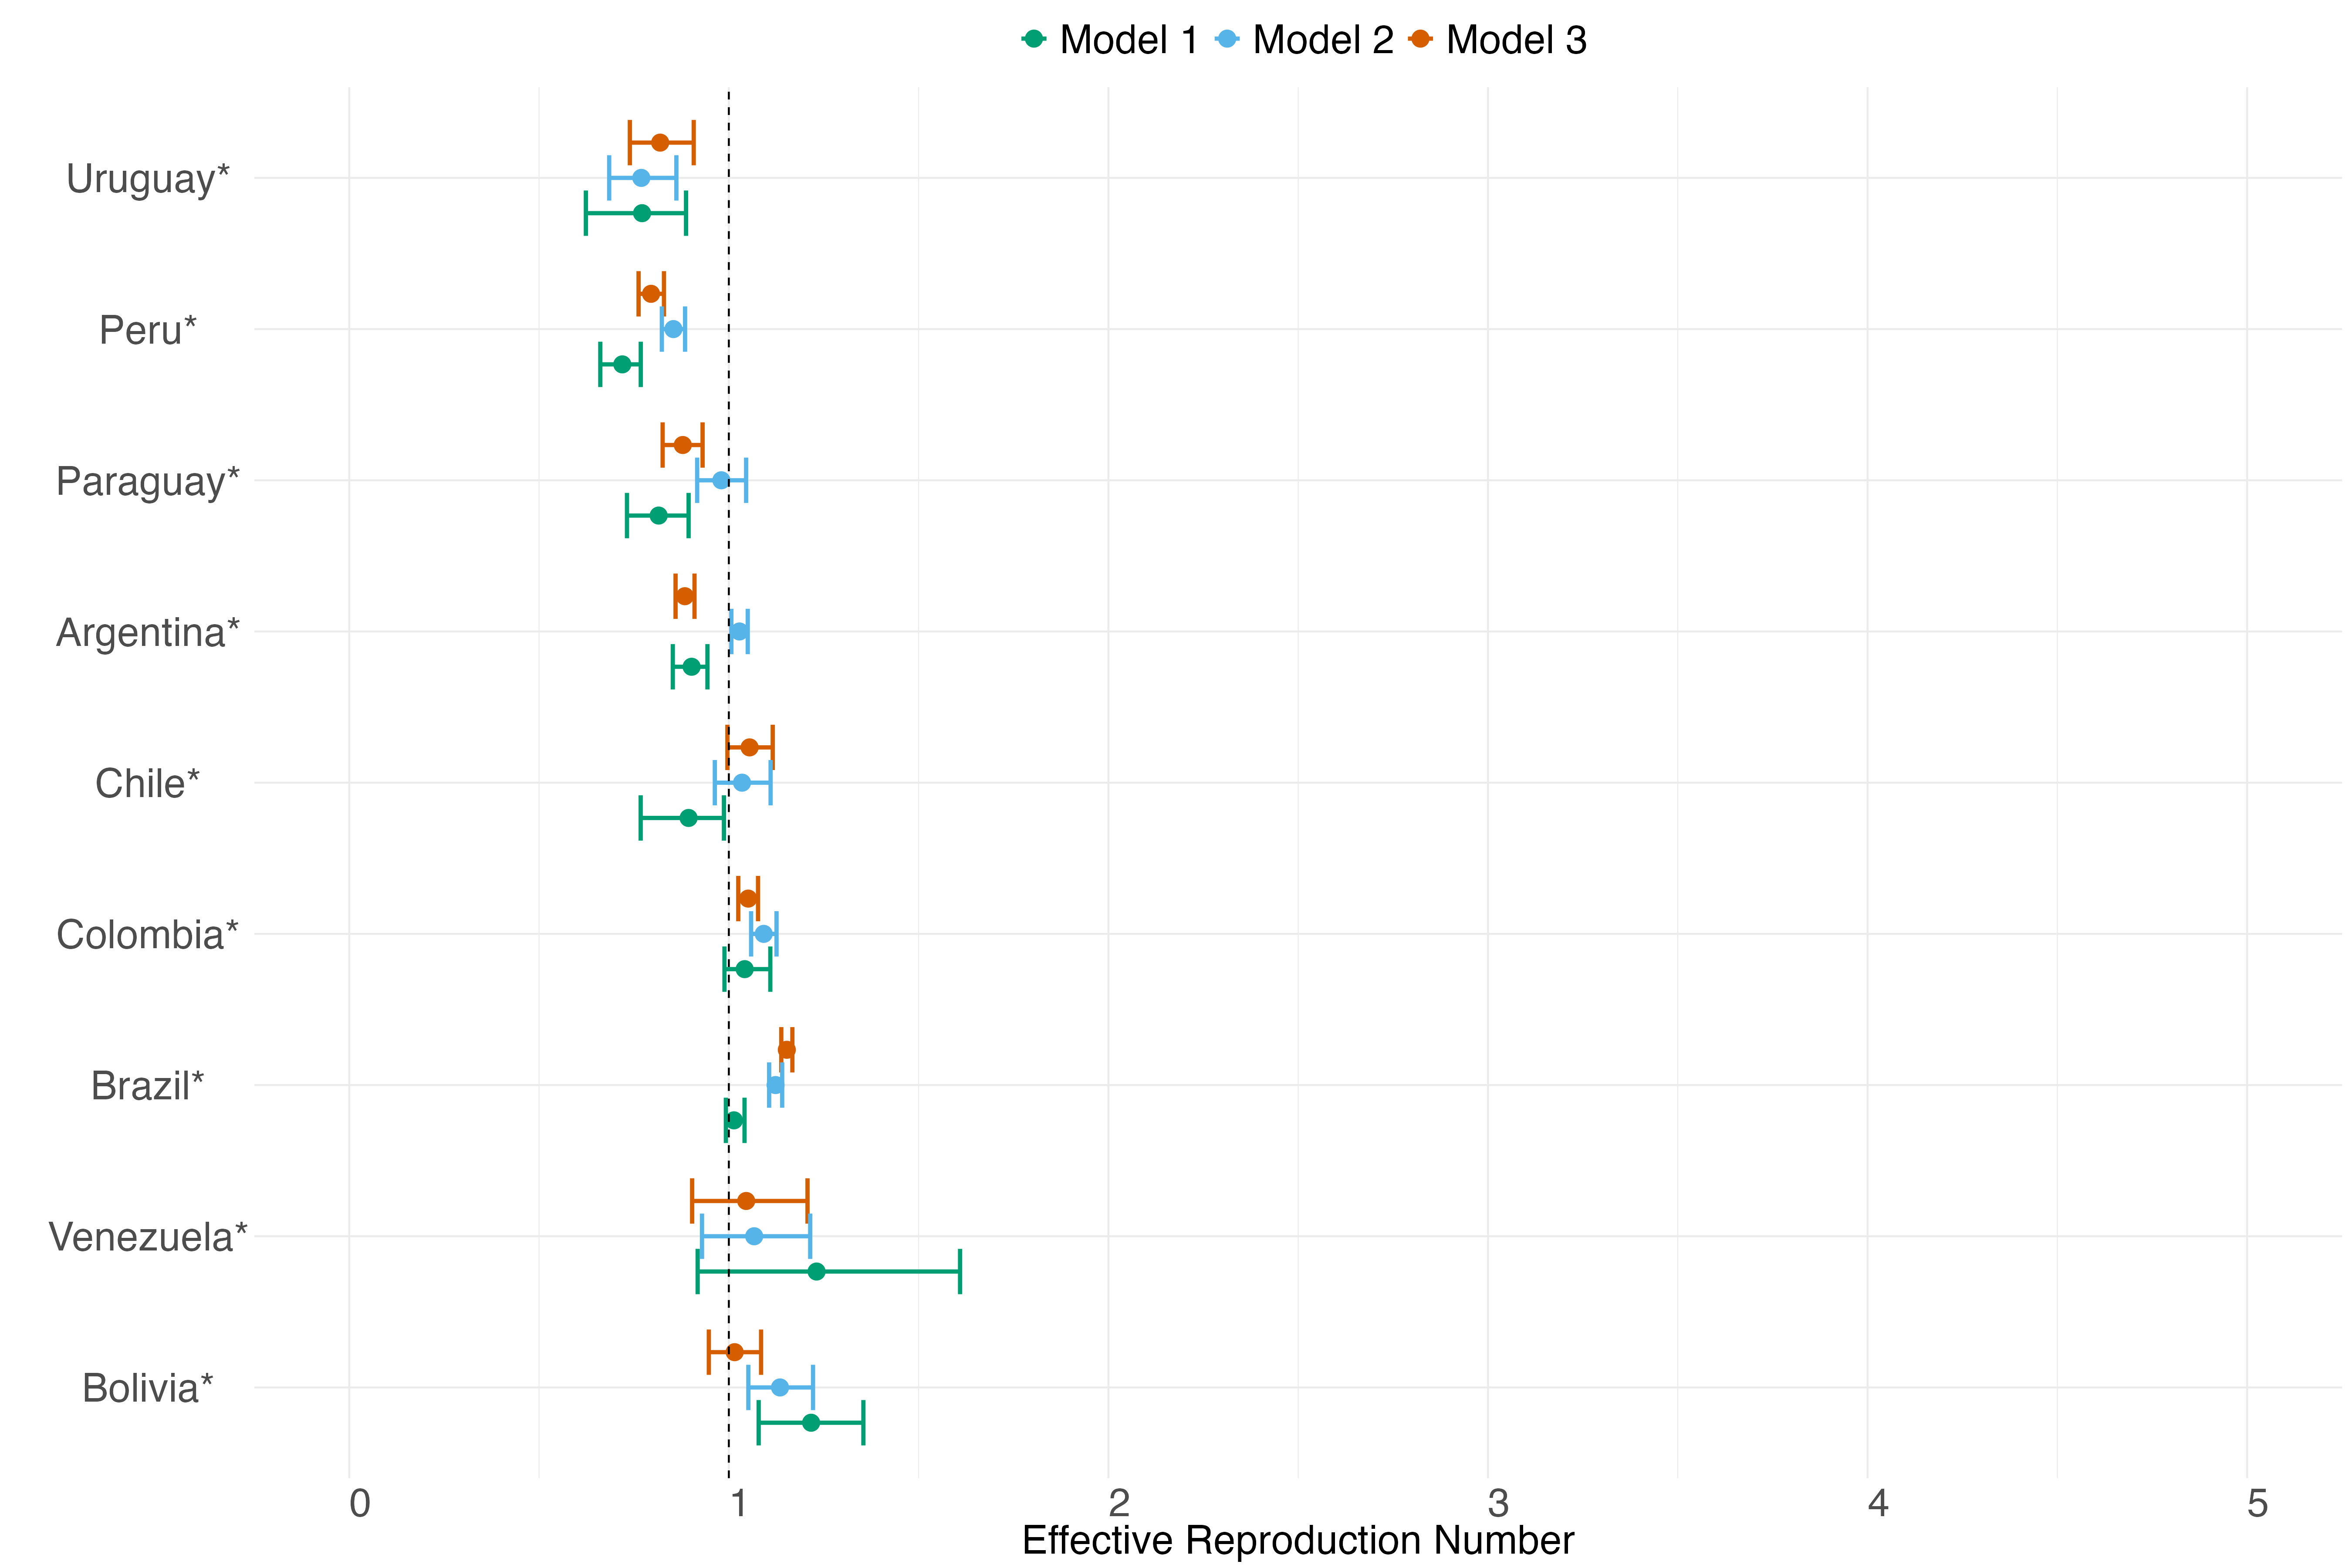 Model 1 Model 2 Model 3
Uruguay*
Peru*
Paraguay*
Argentina*
Chile*
Colombia*
Brazil*
Venezuela*
Bolivia*
0 1 2 3 4 5
Effective Reproduction Number